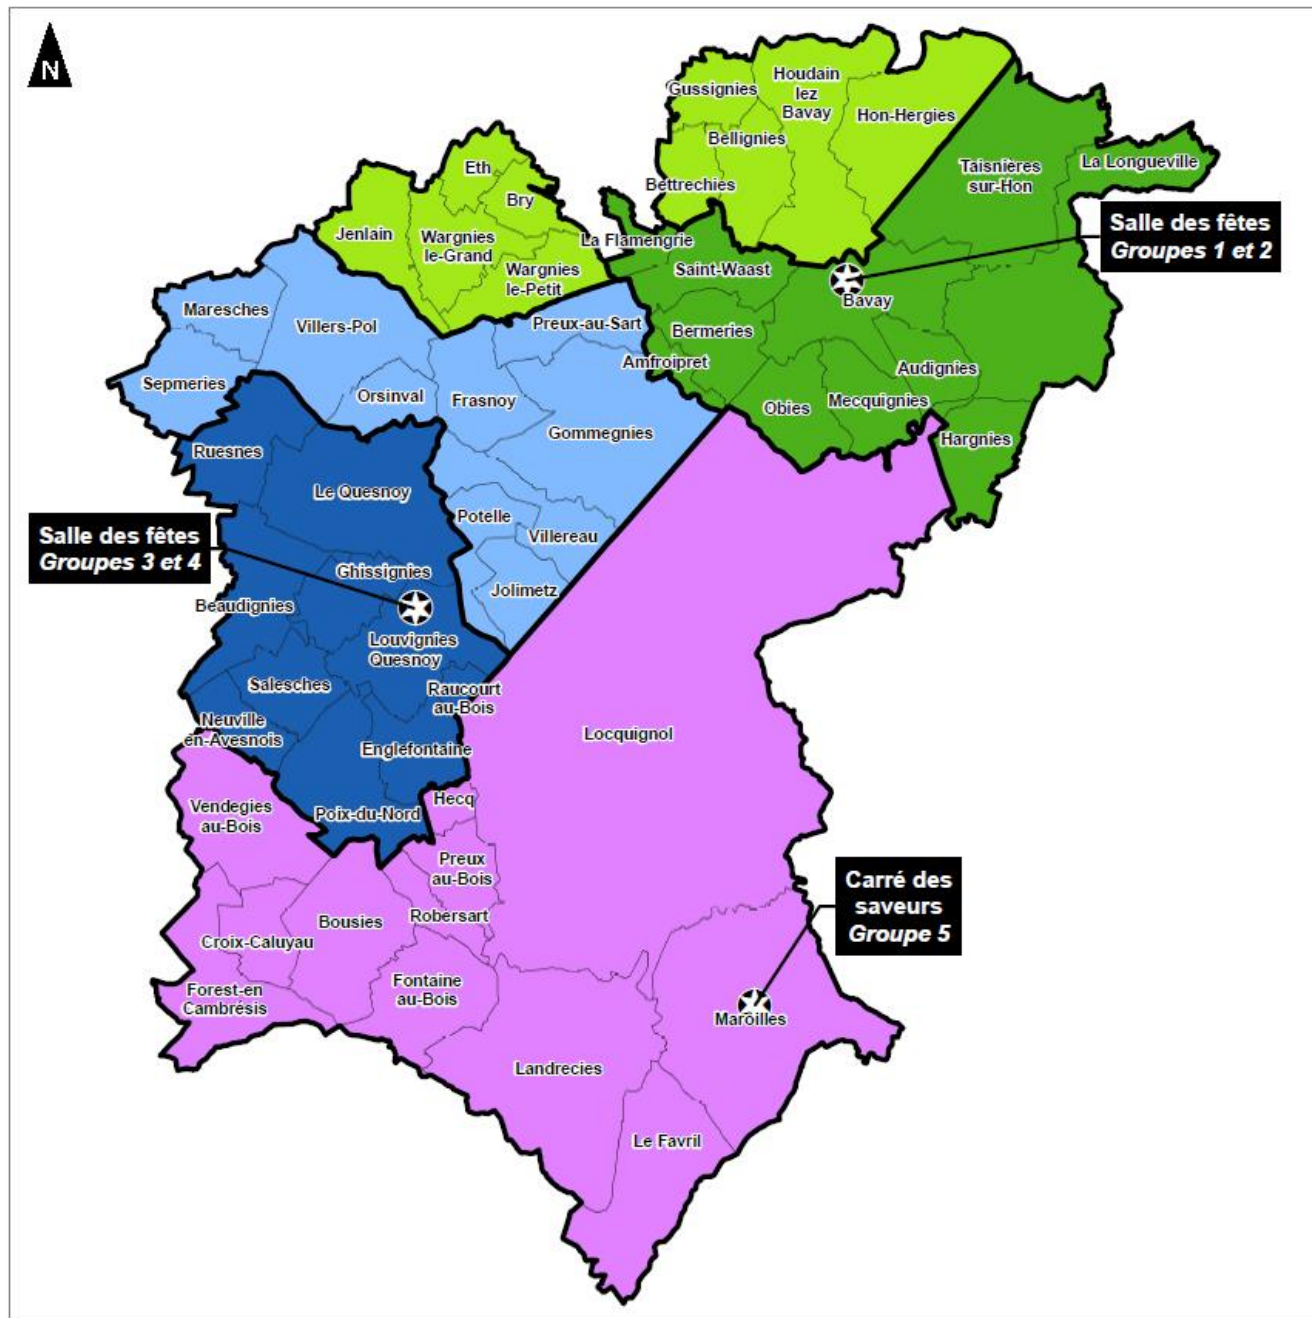 N
Gussignies
Houdain
lez
Bavay
Hon-Hergies
Bellignies
Bettrechies
Taisnières
sur-Hon
La Longueville
Salle des fêtes
Groupes 1 et 2
Eth
Bry
Jenlain
Wargnies
le-Grand
Wargnies
le-Petit
La Flamengrie
Saint-Waast
Bavay
Maresches
Villers-Pol
Preux-au-Sart
Bermeries
Amfroipret
Audignies
Sepmeries
Orsinval
Frasnoy
Obies
Mecquignies
Gommegnies
Hargnies
Ruesnes
Le Quesnoy
Potelle
Villereau
Salle des fêtes
Groupes 3 et 4
Ghissignies
Jolimetz
Beaudignies
Louvignies
Quesnoy
Salesches
Raucourt
au-Bois
Neuville
en-Avesnois
Englefontaine
Locquignol
Vendegies
au-Bois
Poix-du-Nord
Hecq
Preux
au-Bois
Carré des
saveurs
Groupe 5
Bousies
Robersart
Croix-Caluyau
Fontaine
au-Bois
Forest-en
Cambrésis
Maroilles
Landrecies
Le Favril